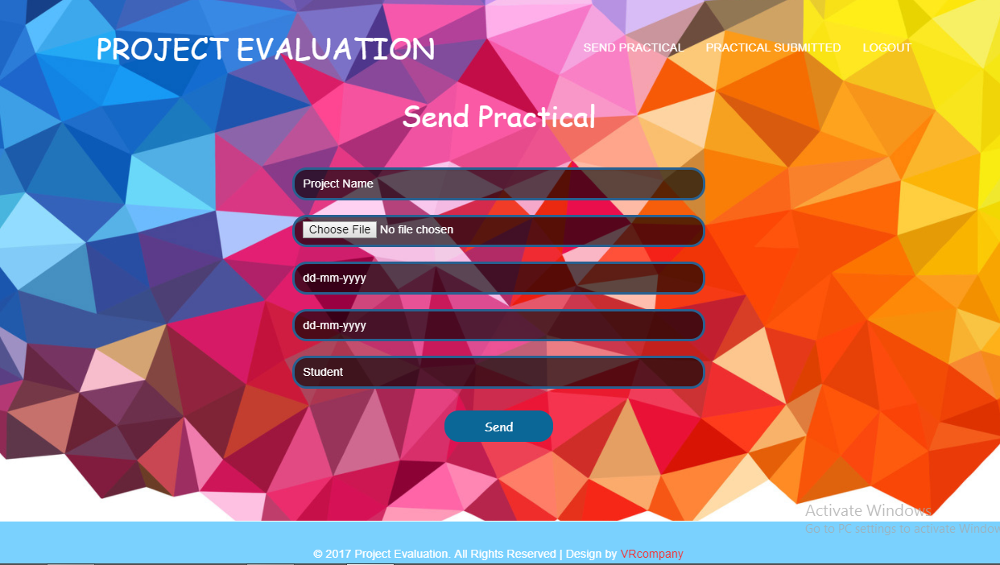 PROJECT EVALUATION
SEND PRACTICAL PRACTICAL SUBMITTED LOGOUT
Send Practical
Project Name
Choose File No file chosen
dd-mm-yyyy
dd-mm-yyyy
Student
Send
Activate Windows
Go to PC settings to activate Window
© 2017 Project Evaluation. All Rights Reserved | Design by VRcompany